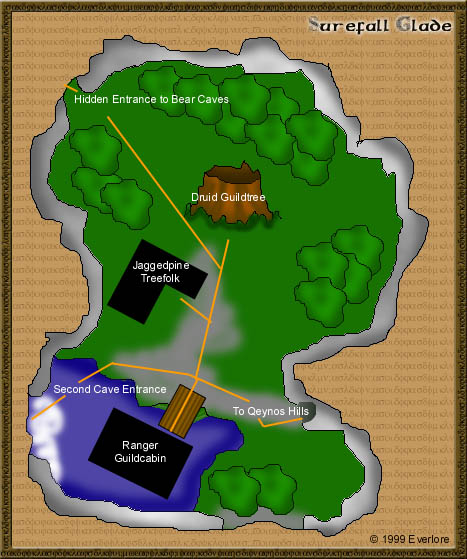 Surefall Glade
Hidden Entrance to Bear Caves
Druid Guildtree
Jaggedpine
Treefolk
Second Cave Entrance
To Qeynos Hills
Ranger
Guildcabin
© 1999 Everlore